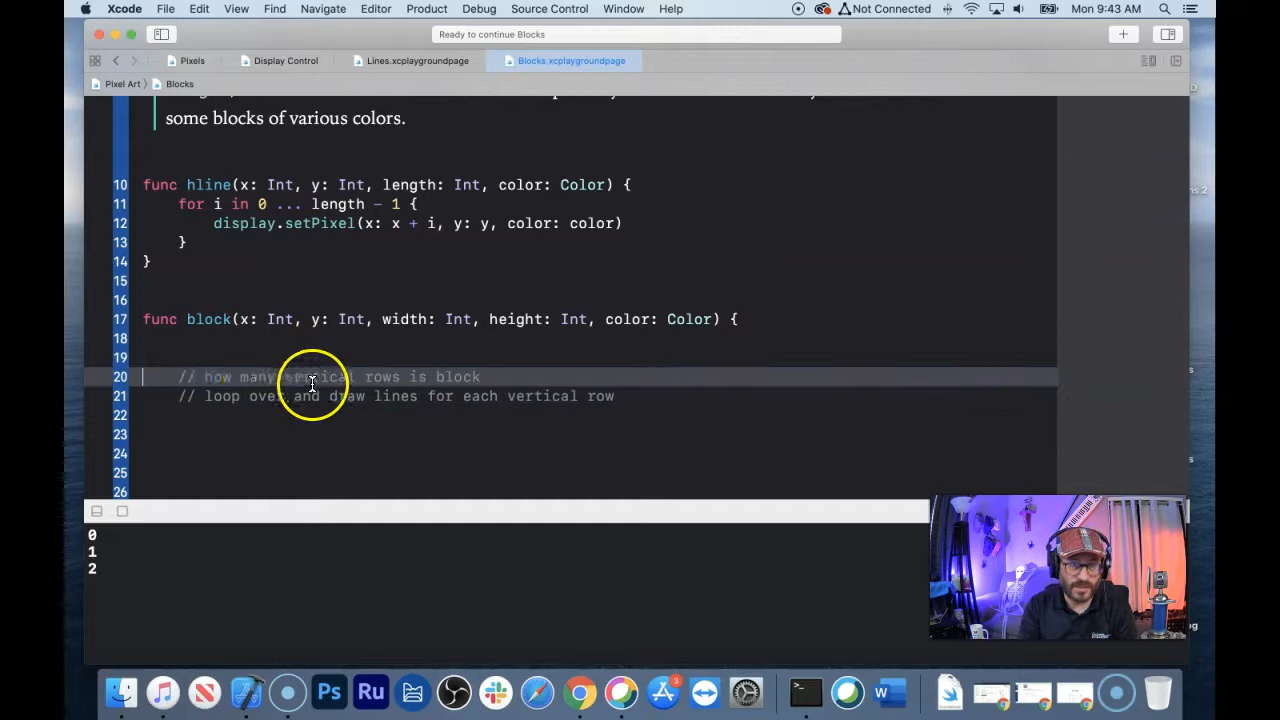 Xcode File Edit View Find Navigate Editor Product Debug Source Control Window Help Not Connected Mon 9:43 AM
Ready to continue Blocks
Pixels Display Control Lines.xcplaygroundpage Blocks.xcplaygroundpage
Pixel Art Blocks
some blocks of various colors.
10 func hline(x: Int, y: Int, length: Int, color: Color) {
11 for i in 0 ... length - 1 {
12 display.setPixel(x: x + i, y: y, color: color)
13 }
14 }
15
16
17 func block(x: Int, y: Int, width: Int, height: Int, color: Color) {
18
19
20 // how many vertical rows is block
21 // loop over and draw lines for each vertical row
22
23
24
25
26
0
1
2
Ps Ru 3 W